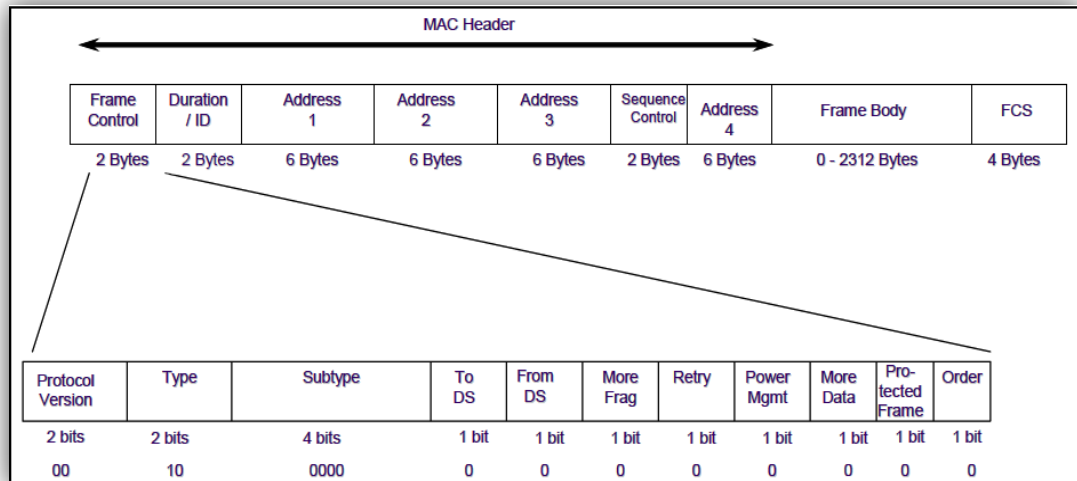 MAC Header
Frame Control
Duration / ID
Address 1
Address 2
Address 3
Sequence Control
Address 4
Frame Body
FCS
2 Bytes
2 Bytes
6 Bytes
6 Bytes
6 Bytes
2 Bytes
6 Bytes
0 - 2312 Bytes
4 Bytes
Protocol Version
Type
Subtype
To DS
From DS
More Frag
Retry
Power Mgmt
More Data
Pro-tected Frame
Order
2 bits
2 bits
4 bits
1 bit
1 bit
1 bit
1 bit
1 bit
1 bit
1 bit
1 bit
00
10
0000
0
0
0
0
0
0
0
0